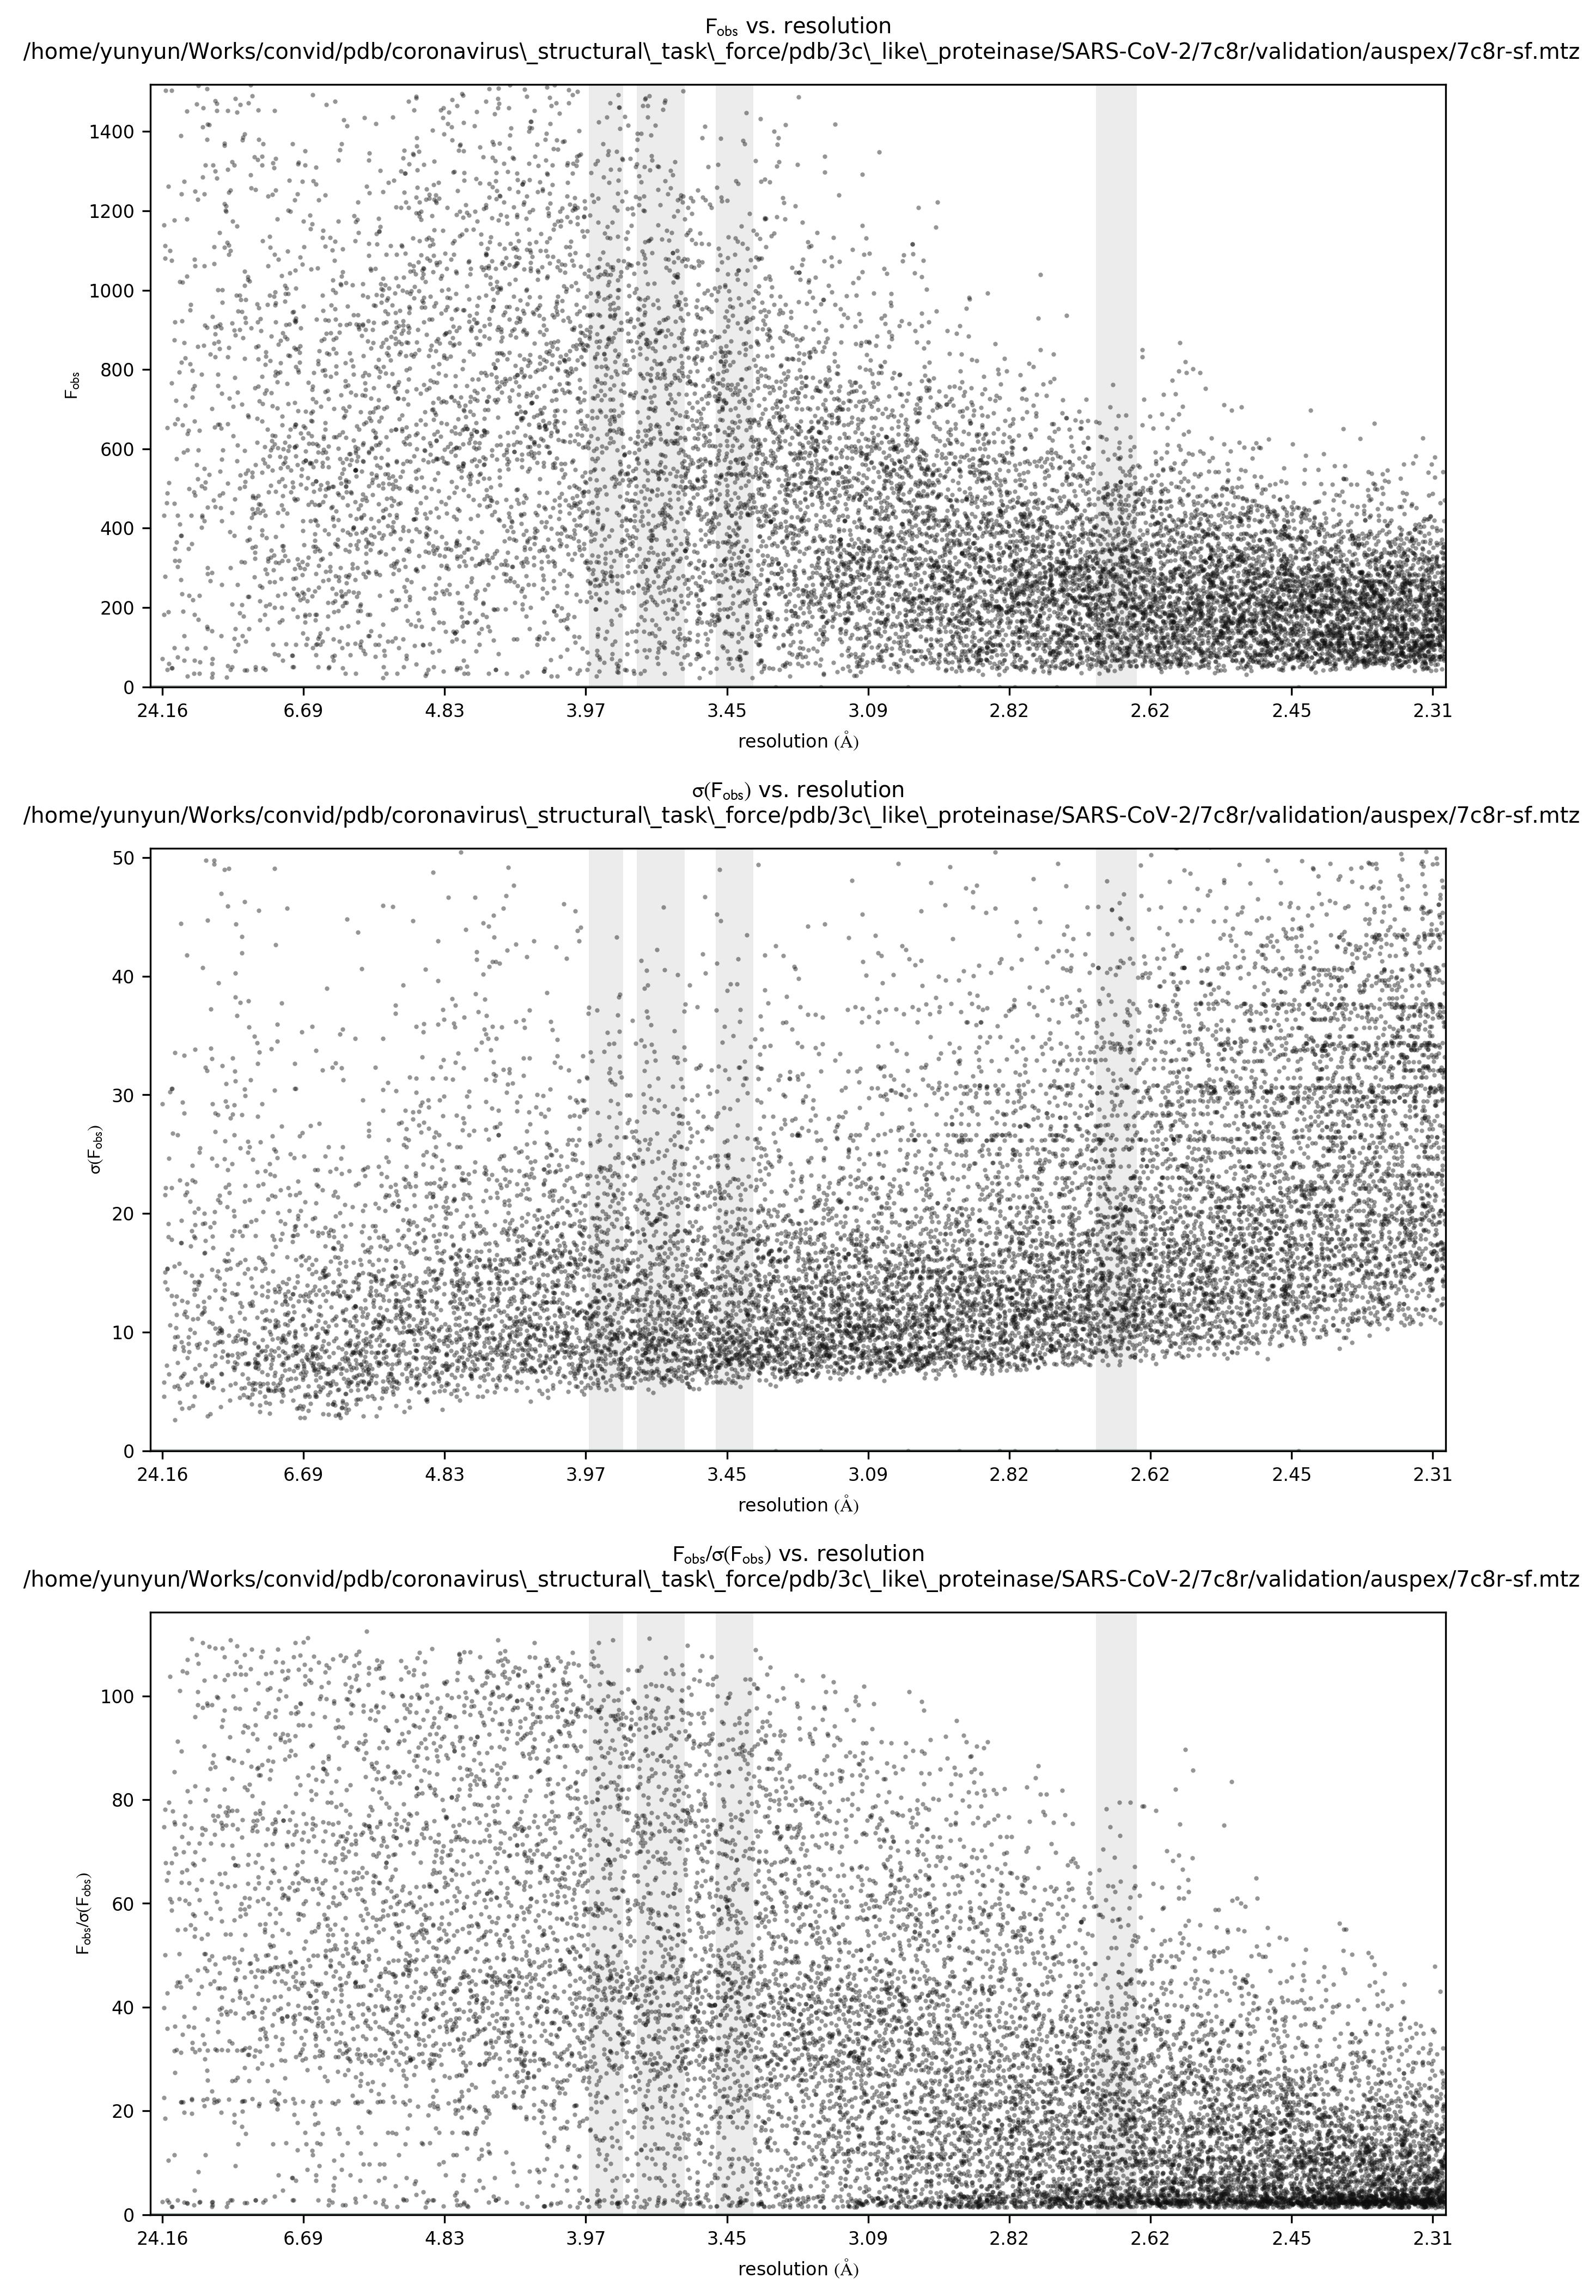 Fobs vs. resolution
/home/yunyun/Works/convid/pdb/coronavirus\_structural\_task\_force/pdb/3c\_like\_proteinase/SARS-CoV-2/7c8r/validation/auspex/7c8r-sf.mtz
1400
1200
1000
800
600
400
200
0
Fobs
24.16 6.69 4.83 3.97 3.45 3.09 2.82 2.62 2.45 2.31
resolution (Å)
σ(Fobs) vs. resolution
/home/yunyun/Works/convid/pdb/coronavirus\_structural\_task\_force/pdb/3c\_like\_proteinase/SARS-CoV-2/7c8r/validation/auspex/7c8r-sf.mtz
50
40
30
20
10
0
σ(Fobs)
24.16 6.69 4.83 3.97 3.45 3.09 2.82 2.62 2.45 2.31
resolution (Å)
Fobs/σ(Fobs) vs. resolution
/home/yunyun/Works/convid/pdb/coronavirus\_structural\_task\_force/pdb/3c\_like\_proteinase/SARS-CoV-2/7c8r/validation/auspex/7c8r-sf.mtz
100
80
60
40
20
0
Fobs/σ(Fobs)
24.16 6.69 4.83 3.97 3.45 3.09 2.82 2.62 2.45 2.31
resolution (Å)